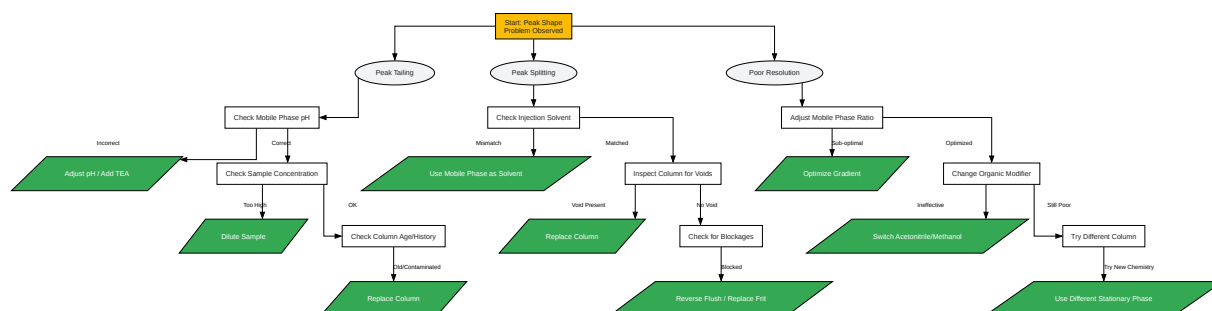 Start: Peak Shape
Problem Observed
Peak Tailing
Peak Splitting
Poor Resolution
Check Mobile Phase pH
Check Injection Solvent
Adjust Mobile Phase Ratio
Incorrect
Correct
Mismatch
Matched
Sub-optimal
Optimized
Adjust pH / Add TEA
Check Sample Concentration
Use Mobile Phase as Solvent
Inspect Column for Voids
Optimize Gradient
Change Organic Modifier
Too High
OK
Void Present
No Void
Ineffective
Still Poor
Dilute Sample
Check Column Age/History
Replace Column
Check for Blockages
Switch Acetonitrile/Methanol
Try Different Column
Old/Contaminated
Blocked
Try New Chemistry
Replace Column
Reverse Flush / Replace Frit
Use Different Stationary Phase